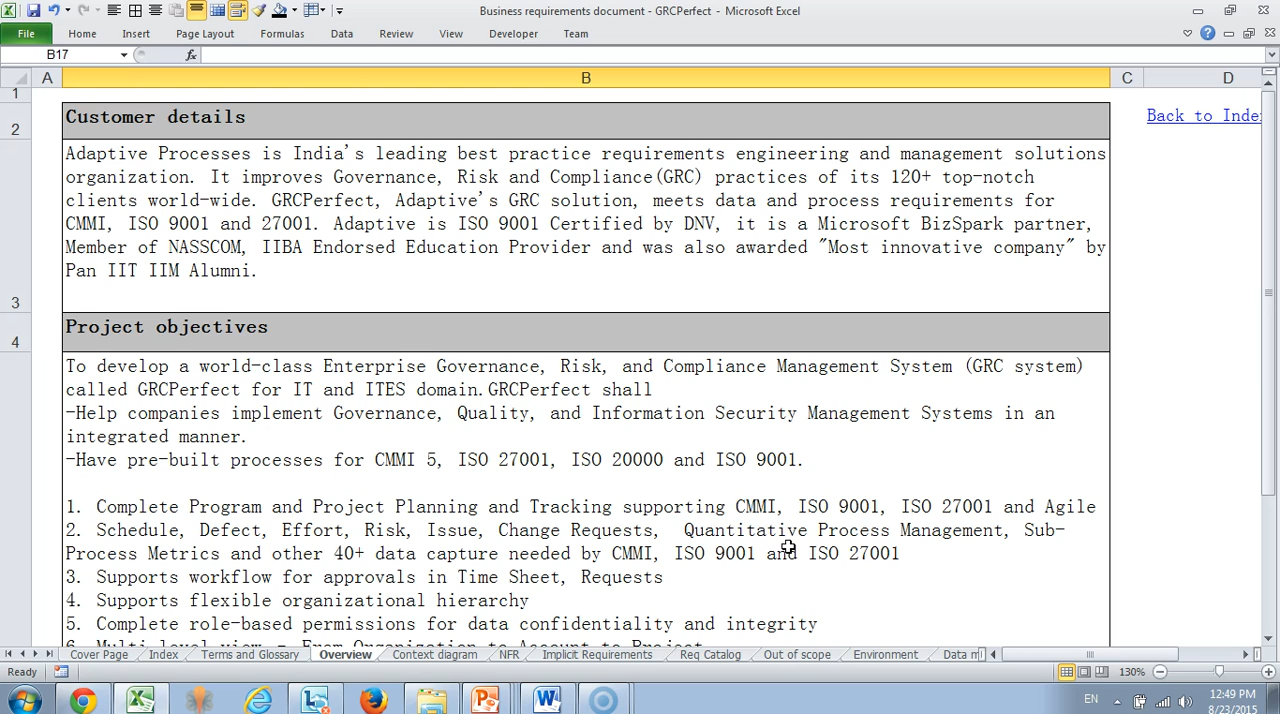 Business requirements document - GRCPerfect - Microsoft Excel
File Home Insert Page Layout Formulas Data Review View Developer Team
B17 fx
A B C D
1
2
3
4
Customer details
Back to Inde
Adaptive Processes is India's leading best practice requirements engineering and management solutions
organization. It improves Governance, Risk and Compliance(GRC) practices of its 120+ top-notch
clients world-wide. GRCPerfect, Adaptive's GRC solution, meets data and process requirements for
CMMI, ISO 9001 and 27001. Adaptive is ISO 9001 Certified by DNV, it is a Microsoft BizSpark partner,
Member of NASSCOM, IIBA Endorsed Education Provider and was also awarded "Most innovative company" by
Pan IIT IIM Alumni.
Project objectives
To develop a world-class Enterprise Governance, Risk, and Compliance Management System (GRC system)
called GRCPerfect for IT and ITES domain.GRCPerfect shall
-Help companies implement Governance, Quality, and Information Security Management Systems in an
integrated manner.
-Have pre-built processes for CMMI 5, ISO 27001, ISO 20000 and ISO 9001.
1. Complete Program and Project Planning and Tracking supporting CMMI, ISO 9001, ISO 27001 and Agile
2. Schedule, Defect, Effort, Risk, Issue, Change Requests, Quantitative Process Management, Sub-
Process Metrics and other 40+ data capture needed by CMMI, ISO 9001 and ISO 27001
3. Supports workflow for approvals in Time Sheet, Requests
4. Supports flexible organizational hierarchy
5. Complete role-based permissions for data confidentiality and integrity
6. Multi-level view - From Organization to Account to Project
Cover Page Index Terms and Glossary Overview Context diagram NFR Implicit Requirements Req Catalog Out of scope Environment Data m
Ready 130%
EN 12:49 PM
8/23/2015